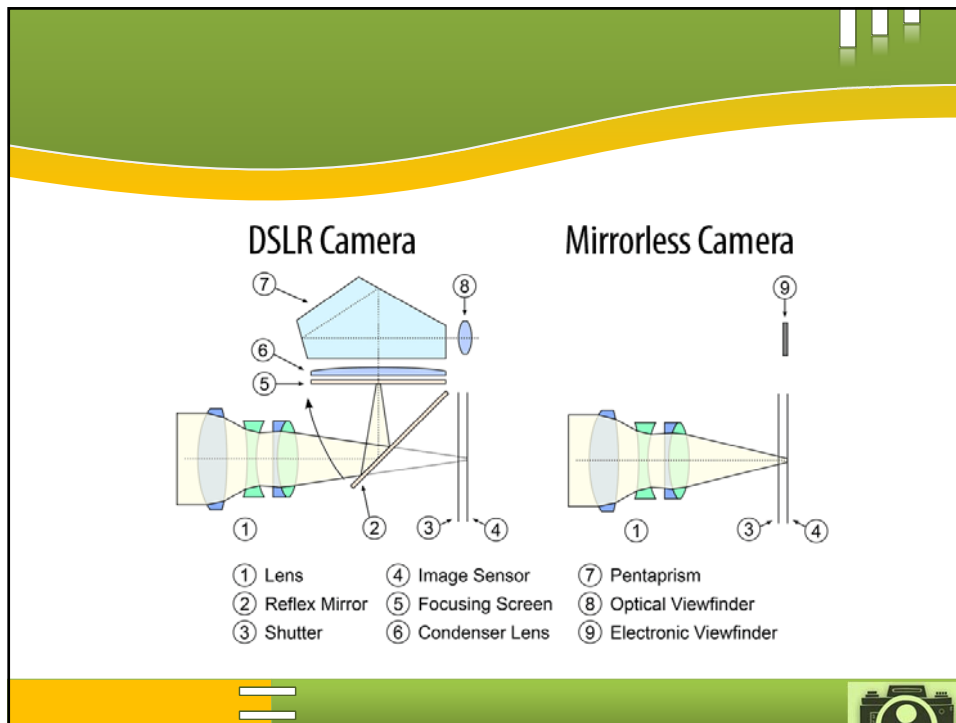 DSLR Camera
Mirrorless Camera
7
8
9
6
5
1
2
3
4
1
3
4
1 Lens
2 Reflex Mirror
3 Shutter
4 Image Sensor
5 Focusing Screen
6 Condenser Lens
7 Pentaprism
8 Optical Viewfinder
9 Electronic Viewfinder